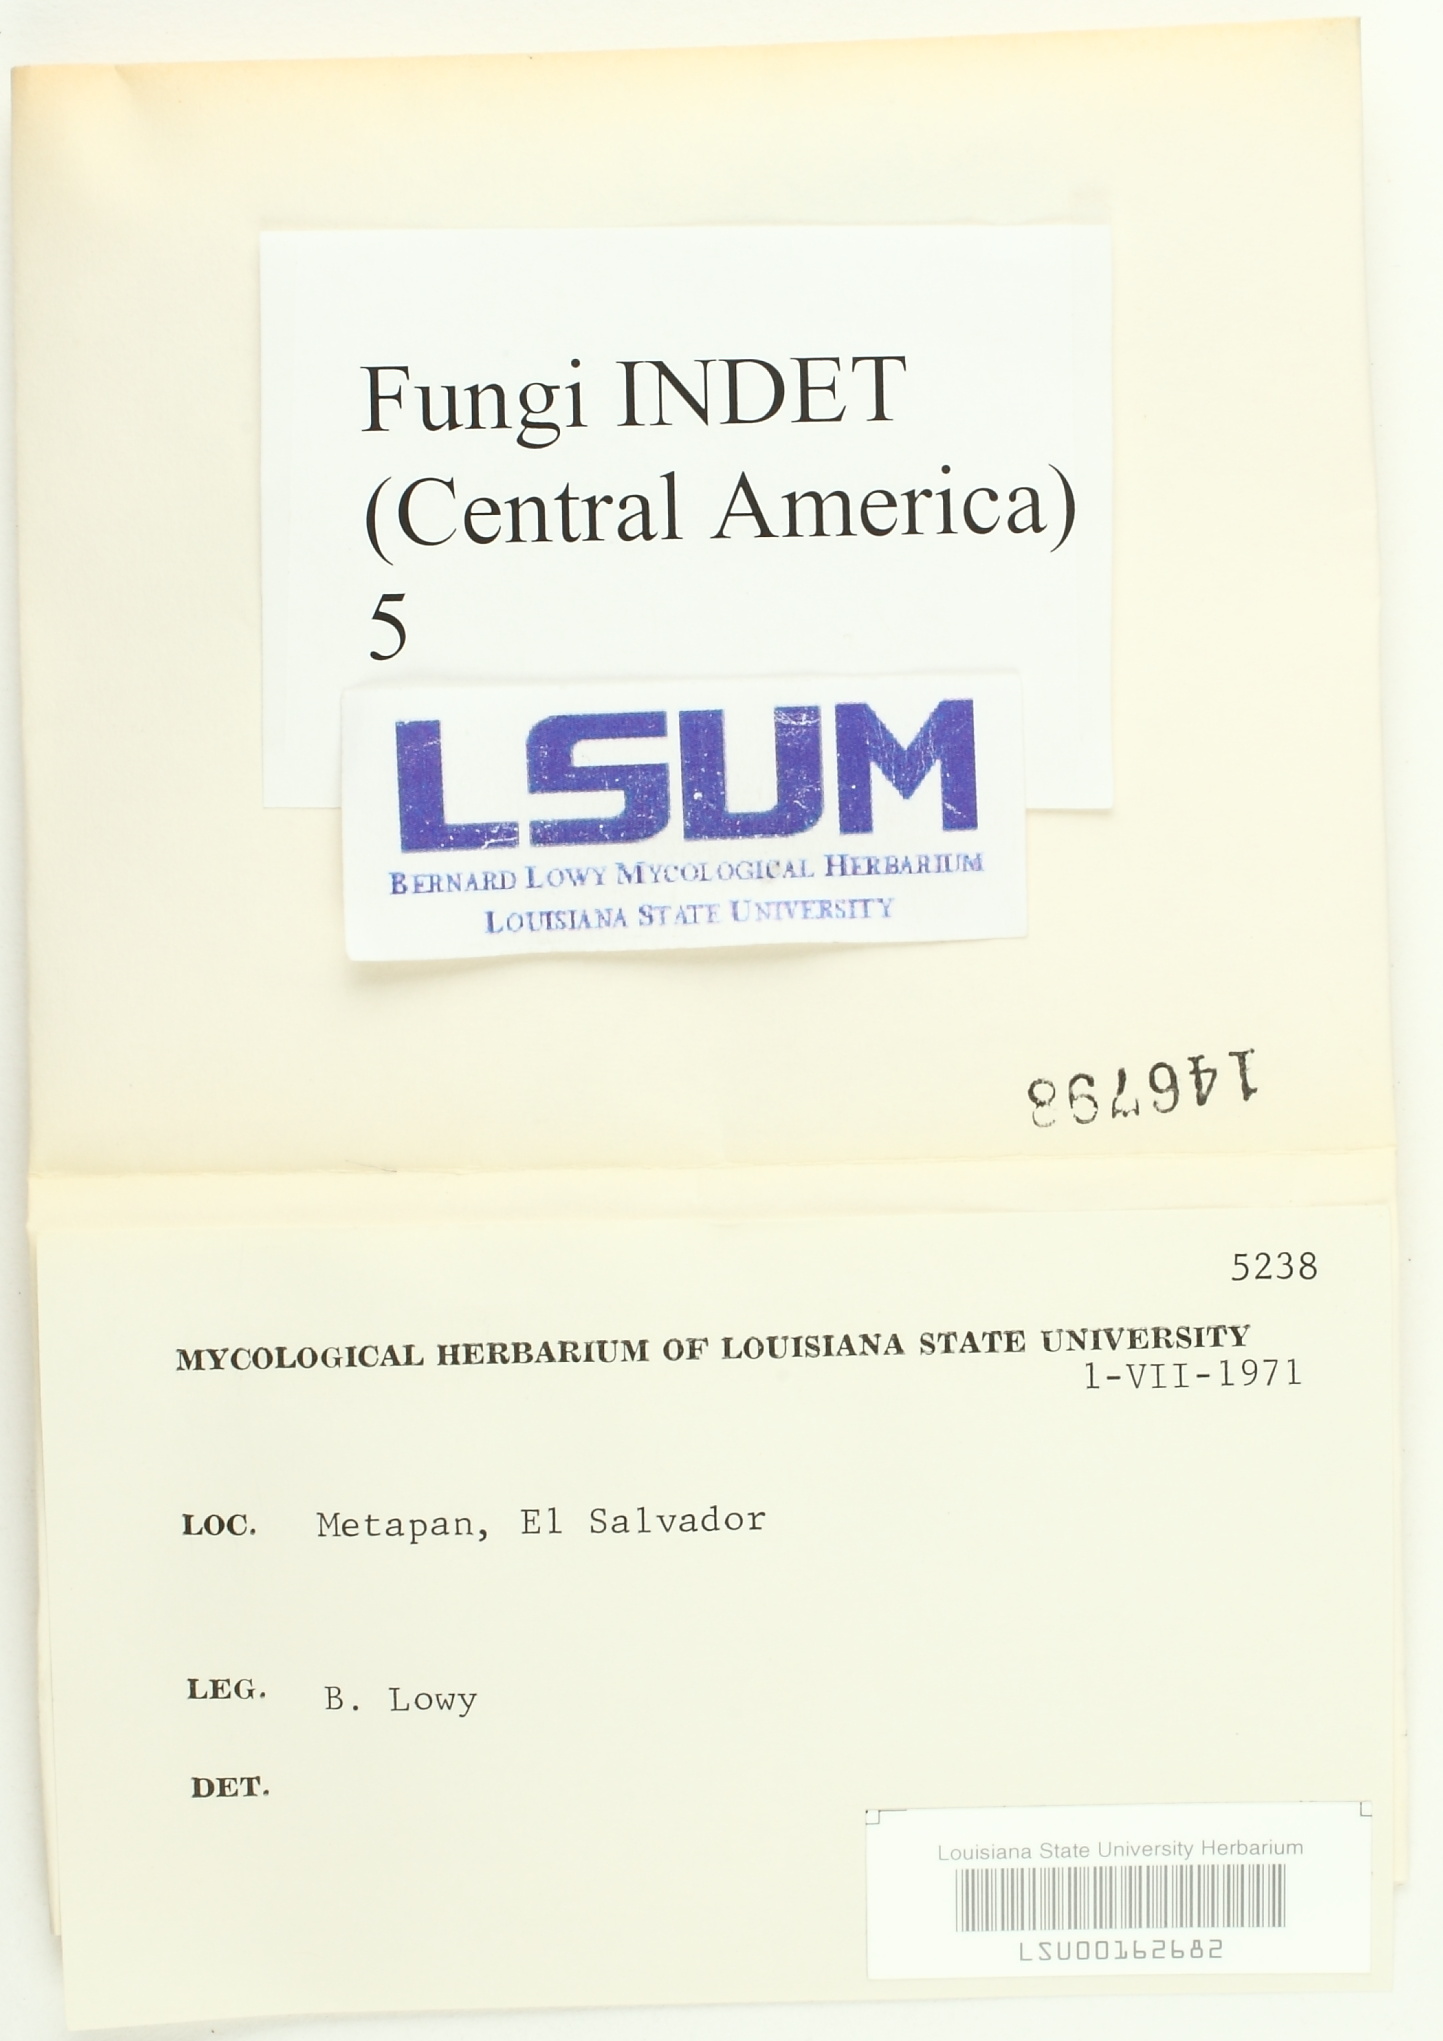 Fungi INDET
(Central America)
5
LSUM
BERNARD LOWY MYCOLOGICAL HERBARIUM
LOUISIANA STATE UNIVERSITY
146798
5238
MYCOLOGICAL HERBARIUM OF LOUISIANA STATE UNIVERSITY
1-VII-1971
LOC. Metapan, El Salvador
LEG. B. Lowy
DET.
Louisiana State University Herbarium
LSU00162682